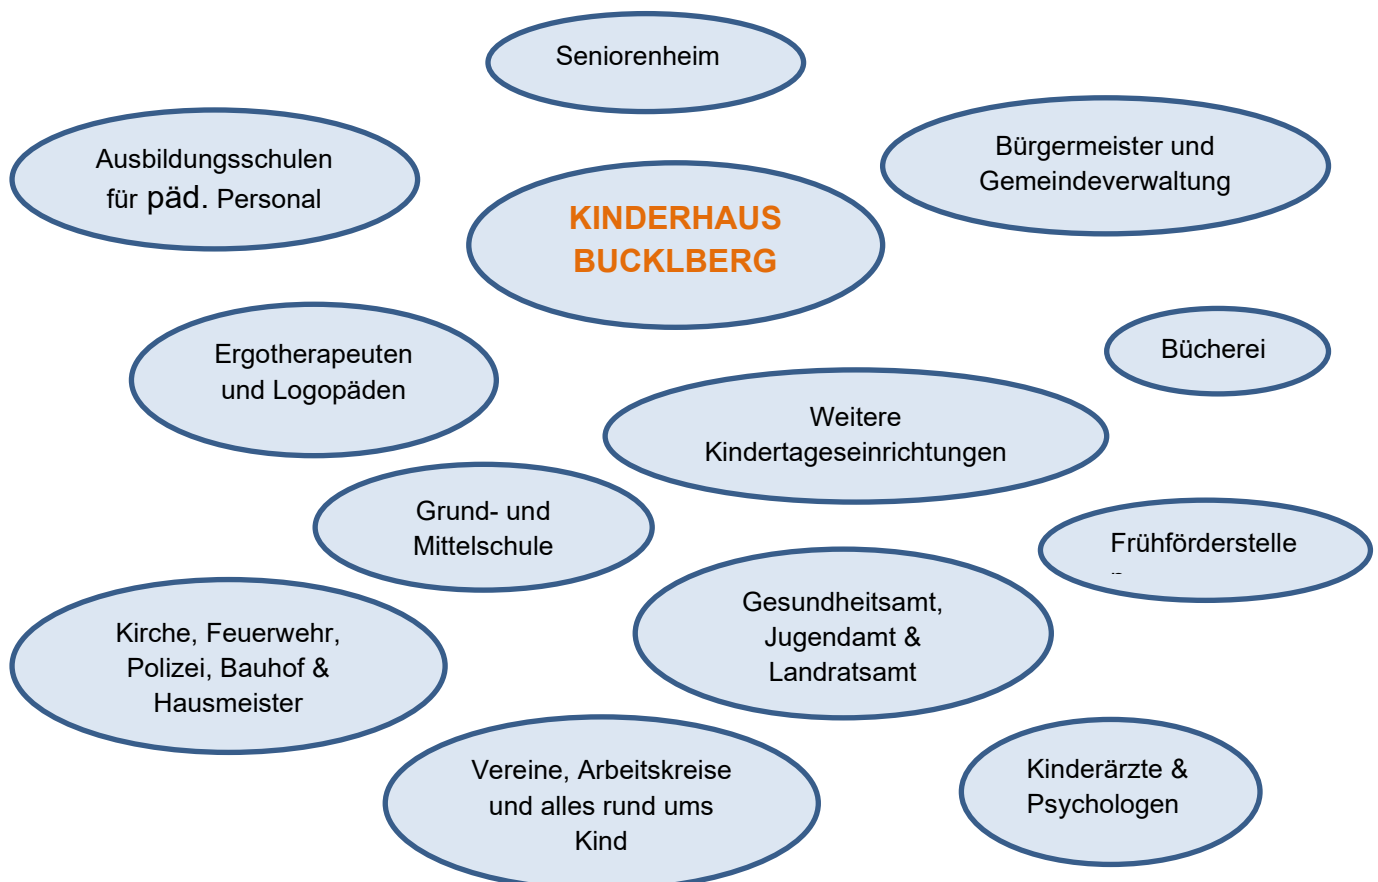 Seniorenheim
Ausbildungsschulen
für päd. Personal
Bürgermeister und
Gemeindeverwaltung
KINDERHAUS
BUCKLBERG
Ergotherapeuten
und Logopäden
Bücherei
Weitere
Kindertageseinrichtungen
Grund- und
Mittelschule
Frühförderstelle
Gesundheitsamt,
Jugendamt &
Landratsamt
Kirche, Feuerwehr,
Polizei, Bauhof &
Hausmeister
Vereine, Arbeitskreise
und alles rund ums
Kind
Kinderärzte &
Psychologen